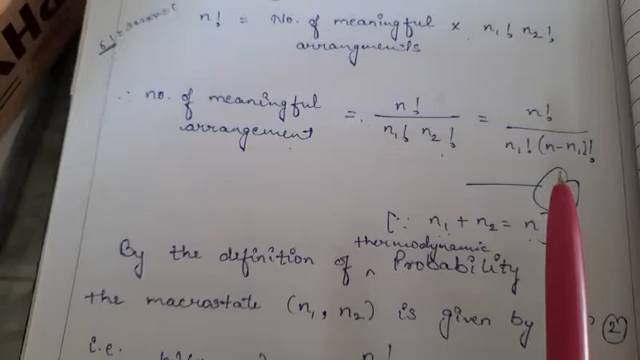 n! = No. of meaningful × n₁! n₂!
arrangements
∴ no. of meaningful arrangement = n! / n₁! n₂! = n! / n₁! (n-n₁)!
[∵ n₁ + n₂ = n]
By the definition of ∧ thermodynamic Probability
the macrostate (n₁, n₂) is given by
②
i.e. n!